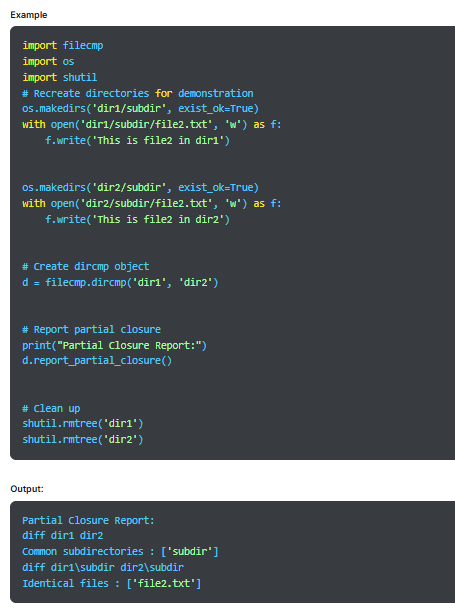 Example
import filecmp
import os
import shutil
# Recreate directories for demonstration
os.makedirs('dir1/subdir', exist_ok=True)
with open('dir1/subdir/file2.txt', 'w') as f:
    f.write('This is file2 in dir1')
os.makedirs('dir2/subdir', exist_ok=True)
with open('dir2/subdir/file2.txt', 'w') as f:
    f.write('This is file2 in dir2')
# Create dircmp object
d = filecmp.dircmp('dir1', 'dir2')
# Report partial closure
print("Partial Closure Report:")
d.report_partial_closure()
# Clean up
shutil.rmtree('dir1')
shutil.rmtree('dir2')
Output:
Partial Closure Report:
diff dir1 dir2
Common subdirectories : ['subdir']
diff dir1\subdir dir2\subdir
Identical files : ['file2.txt']